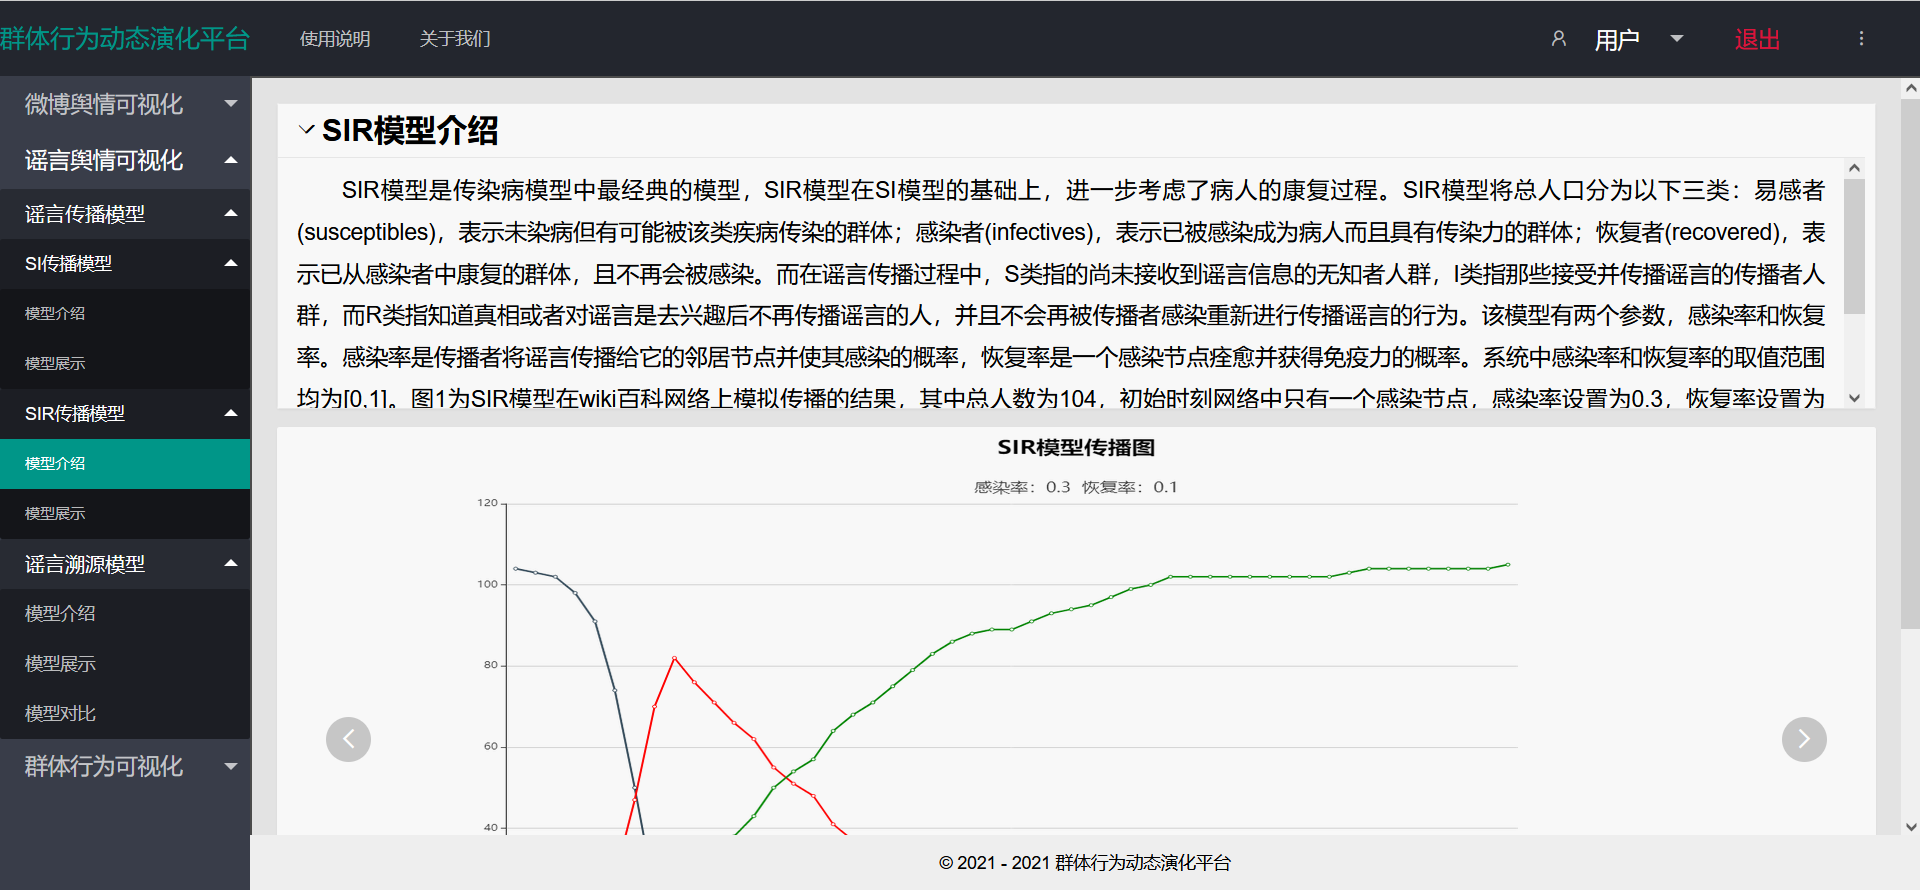 群体行为动态演化平台 使用说明 关于我们 用户 退出
微博舆情可视化
谣言舆情可视化
谣言传播模型
SI传播模型
模型介绍
模型展示
SIR传播模型
模型介绍
模型展示
谣言溯源模型
模型介绍
模型展示
模型对比
群体行为可视化
SIR模型介绍
SIR模型是传染病模型中最经典的模型，SIR模型在SI模型的基础上，进一步考虑了病人的康复过程。SIR模型将总人口分为以下三类：易感者
(susceptibles)，表示未染病但有可能被该类疾病传染的群体；感染者(infectives)，表示已被感染成为病人而且具有传染力的群体；恢复者(recovered)，表
示已从感染者中康复的群体，且不再会被感染。而在谣言传播过程中，S类指的尚未接收到谣言信息的无知者人群，I类指那些接受并传播谣言的传播者人
群，而R类指知道真相或者对谣言是去兴趣后不再传播谣言的人，并且不会再被传播者感染重新进行传播谣言的行为。该模型有两个参数，感染率和恢复
率。感染率是传播者将谣言传播给它的邻居节点并使其感染的概率，恢复率是一个感染节点痊愈并获得免疫力的概率。系统中感染率和恢复率的取值范围
均为[0,1]。图1为SIR模型在wiki百科网络上模拟传播的结果，其中总人数为104，初始时刻网络中只有一个感染节点，感染率设置为0.3，恢复率设置为
SIR模型传播图
感染率：0.3 恢复率：0.1
120
100
80
60
40
© 2021 - 2021 群体行为动态演化平台